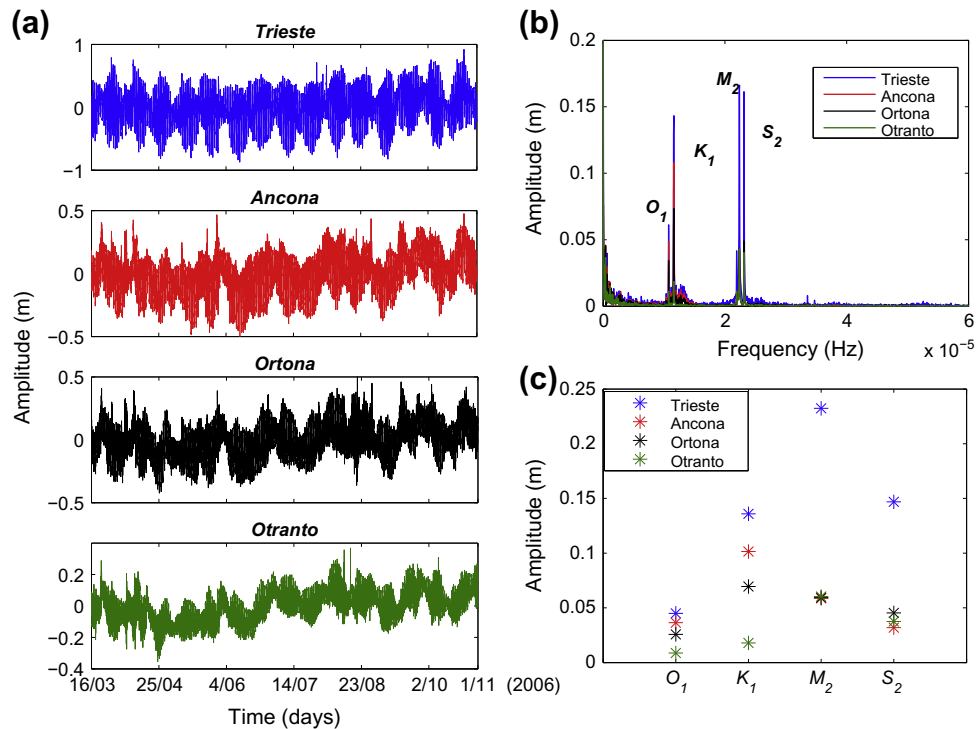 (a)
Trieste
1
0
−1
Ancona
0.5
0
−0.5
Ortona
0.5
0
−0.5
Otranto
0.2
0
−0.2
−0.4
16/03 25/04 4/06 14/07 23/08 2/10 1/11 (2006)
Time (days)
Amplitude (m)
(b)
0.2
0.15
0.1
0.05
0
Amplitude (m)
M2
S2
K1
O1
Trieste
Ancona
Ortona
Otranto
0 2 4 6
Frequency (Hz)
x 10-5
(c)
0.25
0.2
0.15
0.1
0.05
0
Amplitude (m)
Trieste
Ancona
Ortona
Otranto
O1 K1 M2 S2